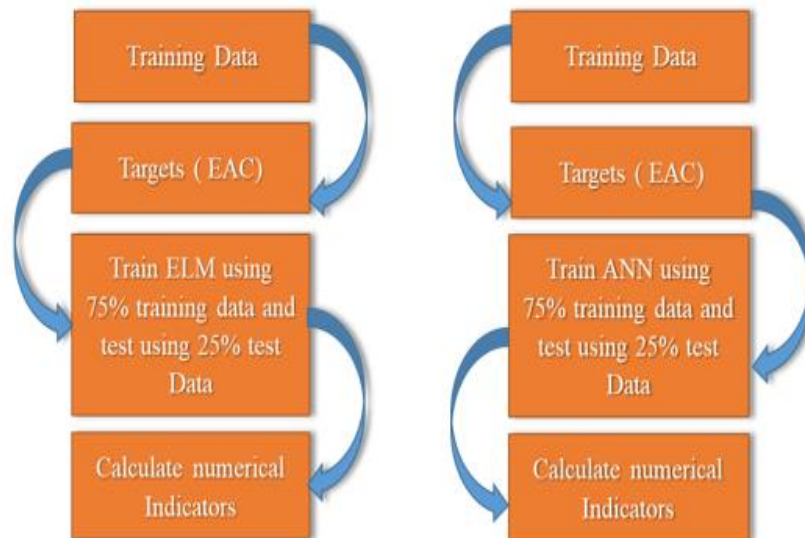 Training Data
Targets ( EAC)
Train ELM using
75% training data and
test using 25% test
Data
Calculate numerical
Indicators
Training Data
Targets ( EAC)
Train ANN using
75% training data and
test using 25% test
Data
Calculate numerical
Indicators